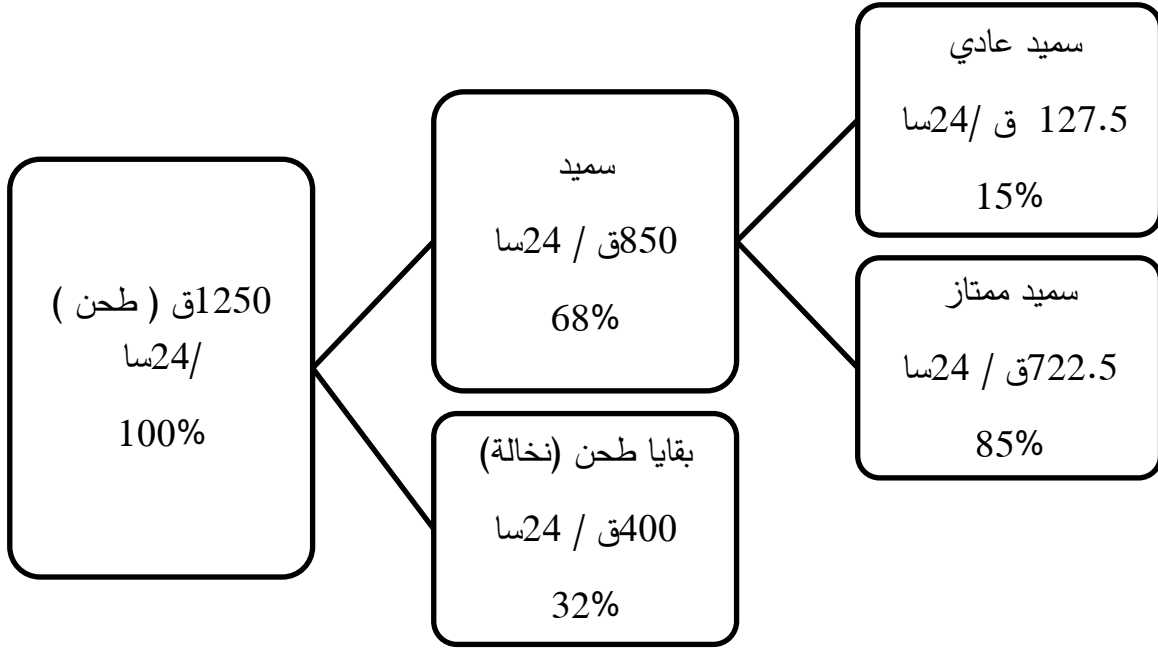 1250ق ( طحن )
/24سا
100%
سميد
850ق / 24سا
68%
بقايا طحن (نخالة)
400ق / 24سا
32%
سميد عادي
127.5 ق /24سا
15%
سميد ممتاز
722.5ق / 24سا
85%